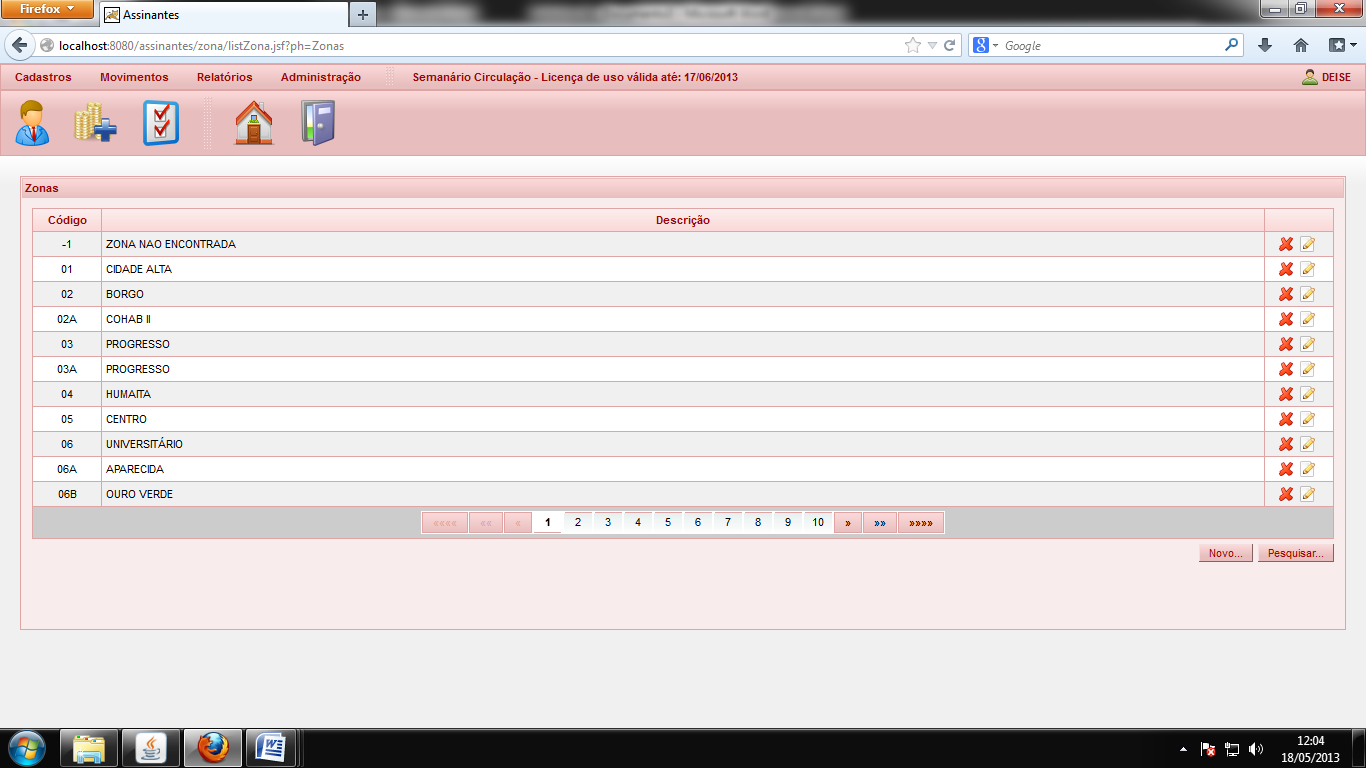 Firefox
Assinantes
localhost:8080/assinantes/zona/listZona.jsf?ph=Zonas
Google
Cadastros Movimentos Relatórios Administração Semanário Circulação - Licença de uso válida até: 17/06/2013 DEISE
Zonas
Código Descrição
-1 ZONA NAO ENCONTRADA
01 CIDADE ALTA
02 BORGO
02A COHAB II
03 PROGRESSO
03A PROGRESSO
04 HUMAITA
05 CENTRO
06 UNIVERSITÁRIO
06A APARECIDA
06B OURO VERDE
«««« «« « 1 2 3 4 5 6 7 8 9 10 » »» »»»»
Novo... Pesquisar...
12:04
18/05/2013